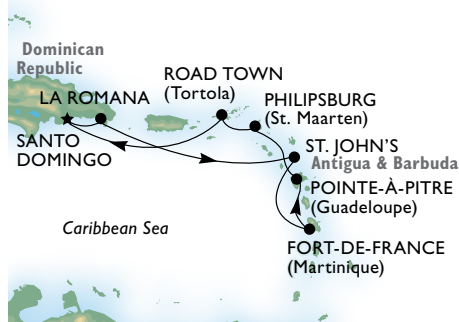 Dominican
Republic
ROAD TOWN
(Tortola)
LA ROMANA
PHILIPSBURG
(St. Maarten)
SANTO
DOMINGO
ST. JOHN'S
Antigua & Barbuda
POINTE-À-PITRE
(Guadeloupe)
Caribbean Sea
FORT-DE-FRANCE
(Martinique)